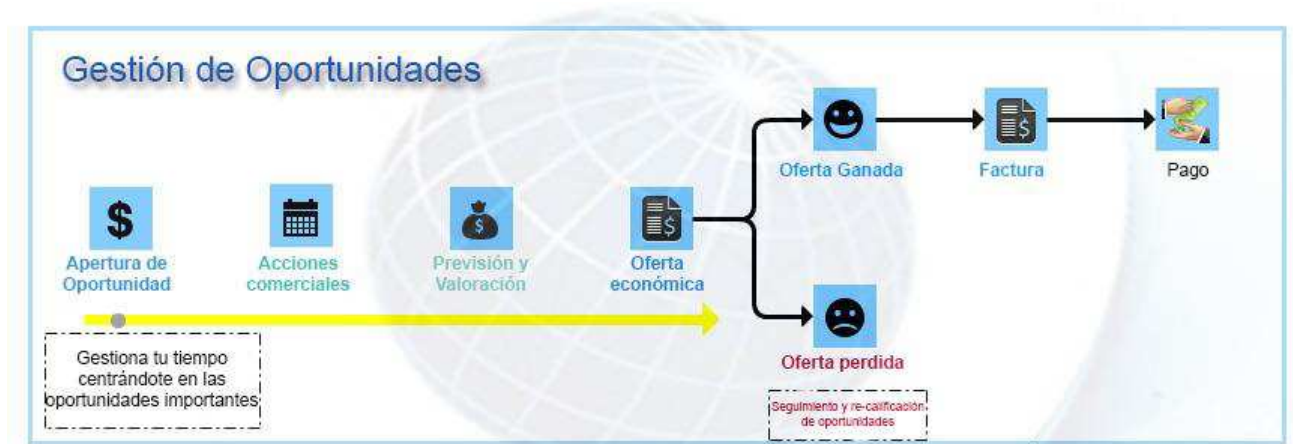 Gestión de Oportunidades
Apertura de
Oportunidad
Acciones
comerciales
Previsión y
Valoración
Oferta
económica
Oferta Ganada
Factura
Pago
Gestiona tu tiempo
centrándote en las
oportunidades importantes
Oferta perdida
Seguimiento y re-calificación
de oportunidades